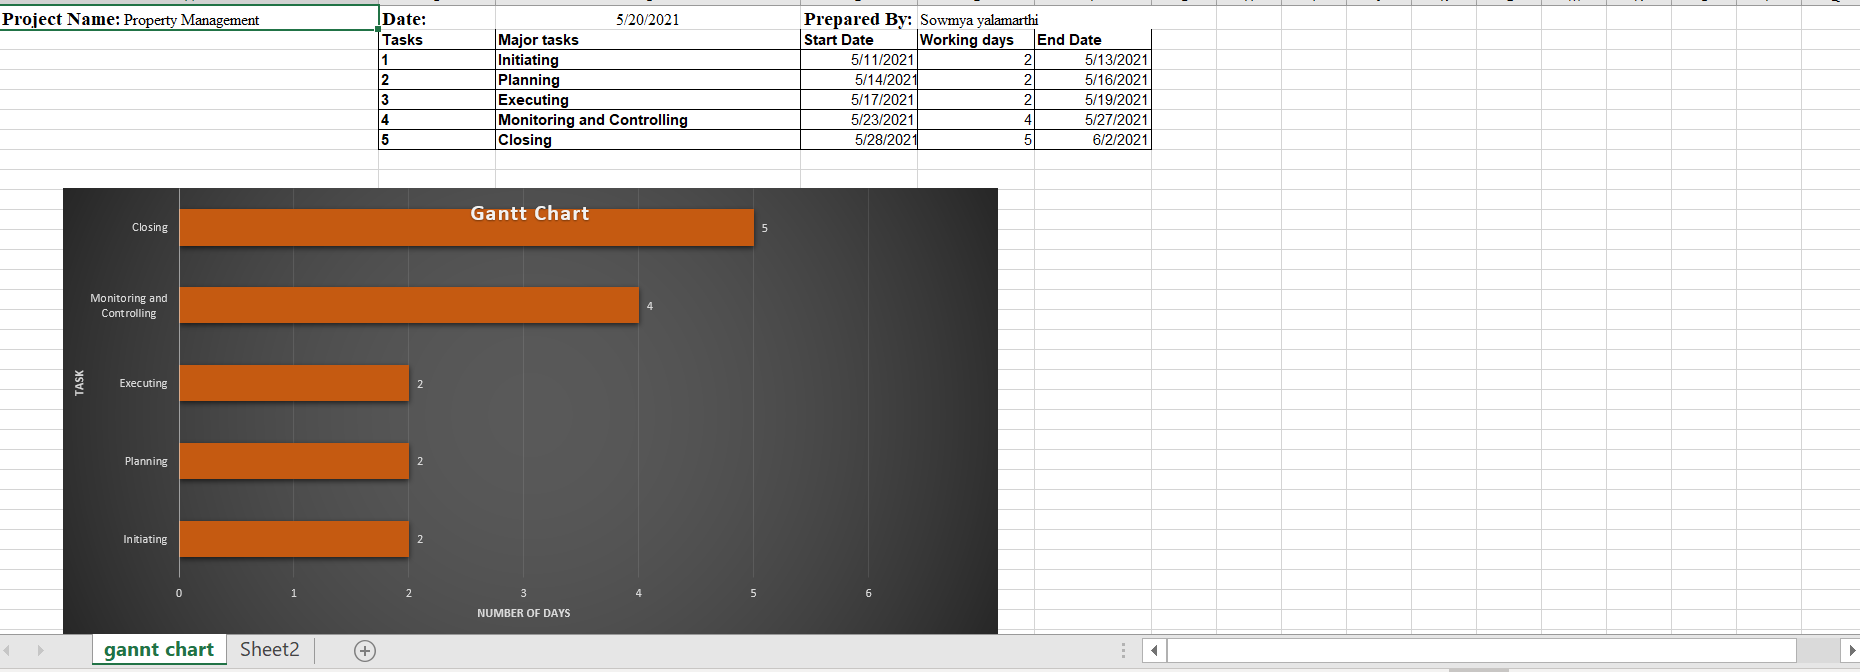 Project Name: Property Management Date: 5/20/2021 Prepared By: Sowmya yalamarthi
Tasks Major tasks Start Date Working days End Date
1 Initiating 5/11/2021 2 5/13/2021
2 Planning 5/14/2021 2 5/16/2021
3 Executing 5/17/2021 2 5/19/2021
4 Monitoring and Controlling 5/23/2021 4 5/27/2021
5 Closing 5/28/2021 5 6/2/2021
Gantt Chart
Closing 5
Monitoring and
Controlling 4
TASK
Executing 2
Planning 2
Initiating 2
0 1 2 3 4 5 6
NUMBER OF DAYS
gannt chart Sheet2